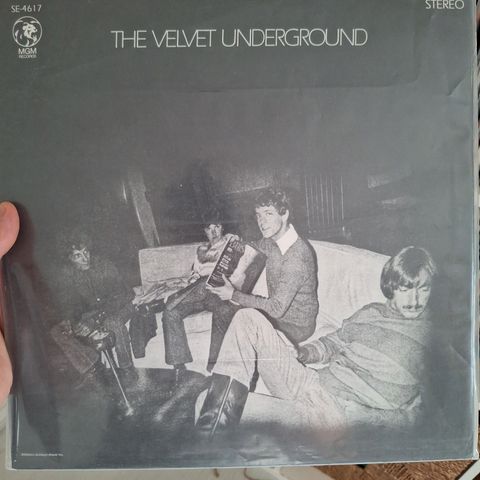 SE-4617
STEREO
MGM
RECORDS
THE VELVET UNDERGROUND